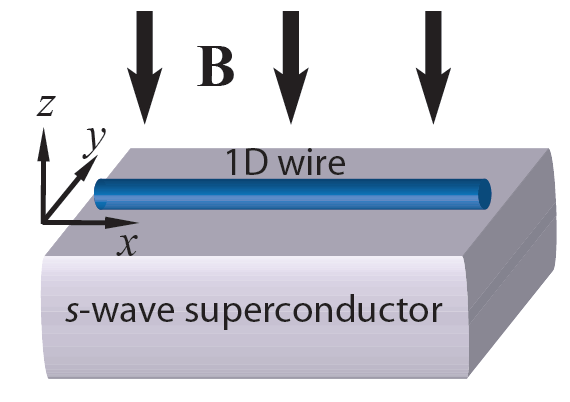 B
z
y
1D wire
x
s-wave superconductor